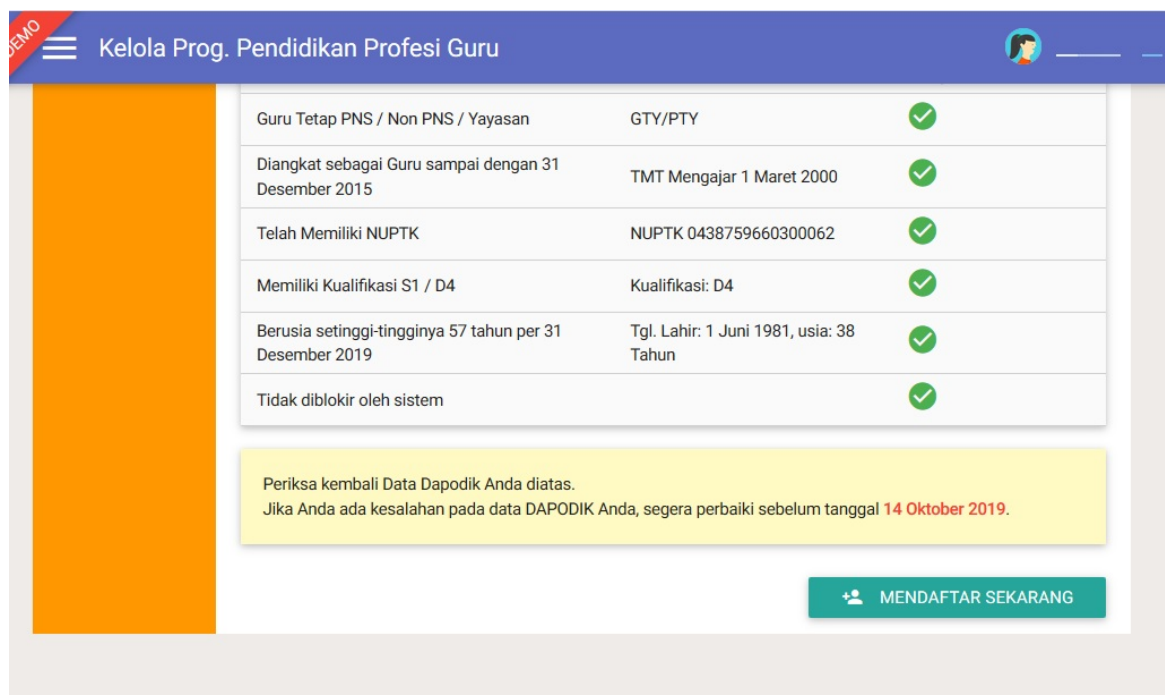 DEMO
Kelola Prog. Pendidikan Profesi Guru
Guru Tetap PNS / Non PNS / Yayasan GTY/PTY
Diangkat sebagai Guru sampai dengan 31
Desember 2015
TMT Mengajar 1 Maret 2000
Telah Memiliki NUPTK NUPTK 0438759660300062
Memiliki Kualifikasi S1 / D4 Kualifikasi: D4
Berusia setinggi-tingginya 57 tahun per 31
Desember 2019
Tgl. Lahir: 1 Juni 1981, usia: 38
Tahun
Tidak diblokir oleh sistem
Periksa kembali Data Dapodik Anda diatas.
Jika Anda ada kesalahan pada data DAPODIK Anda, segera perbaiki sebelum tanggal 14 Oktober 2019.
MENDAFTAR SEKARANG